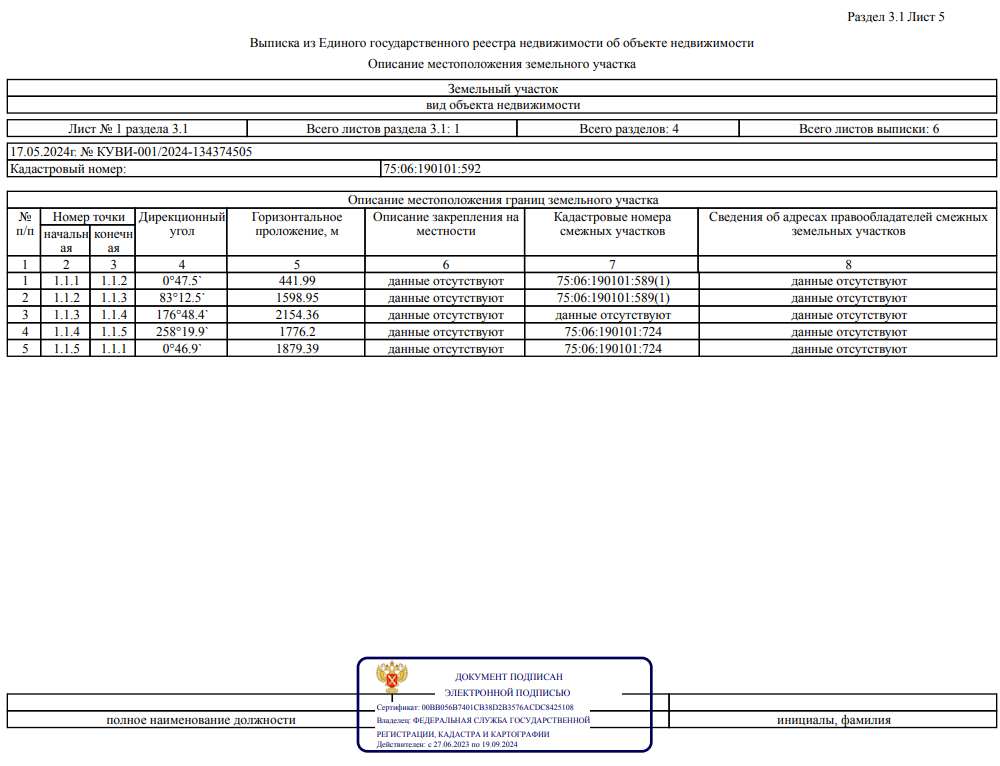 Раздел 3.1 Лист 5
Выписка из Единого государственного реестра недвижимости об объекте недвижимости
Описание местоположения земельного участка
Земельный участок
вид объекта недвижимости
Лист № 1 раздела 3.1 Всего листов раздела 3.1: 1 Всего разделов: 4 Всего листов выписки: 6
17.05.2024г. № КУВИ-001/2024-134374505
Кадастровый номер: 75:06:190101:592
Описание местоположения границ земельного участка
№ Номер точки Дирекционный Горизонтальное Описание закрепления на Кадастровые номера Сведения об адресах правообладателей смежных
п/п начальн конечн угол проложение, м местности смежных участков земельных участков
ая ая
1 2 3 4 5 6 7 8
1 1.1.1 1.1.2 0°47.5` 441.99 данные отсутствуют 75:06:190101:589(1) данные отсутствуют
2 1.1.2 1.1.3 83°12.5` 1598.95 данные отсутствуют 75:06:190101:589(1) данные отсутствуют
3 1.1.3 1.1.4 176°48.4` 2154.36 данные отсутствуют данные отсутствуют данные отсутствуют
4 1.1.4 1.1.5 258°19.9` 1776.2 данные отсутствуют 75:06:190101:724 данные отсутствуют
5 1.1.5 1.1.1 0°46.9` 1879.39 данные отсутствуют 75:06:190101:724 данные отсутствуют
ДОКУМЕНТ ПОДПИСАН
ЭЛЕКТРОННОЙ ПОДПИСЬЮ
Сертификат: 00BB056B7401CB38D2B3576ACDC8425108
полное наименование должности Владелец: ФЕДЕРАЛЬНАЯ СЛУЖБА ГОСУДАРСТВЕННОЙ инициалы, фамилия
РЕГИСТРАЦИИ, КАДАСТРА И КАРТОГРАФИИ
Действителен: с 27.06.2023 по 19.09.2024